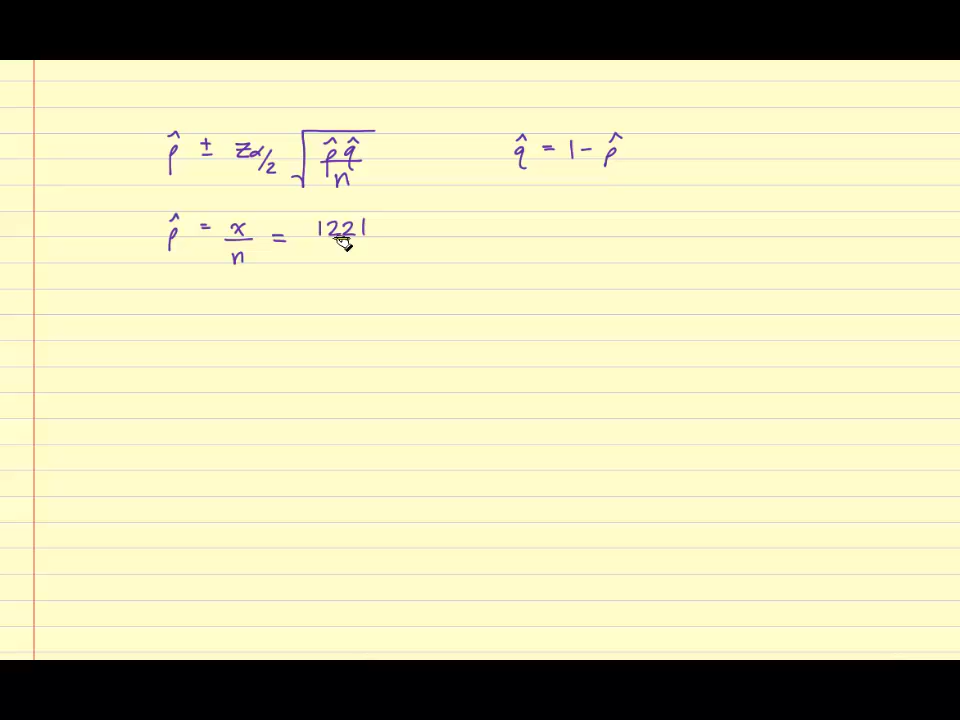 p̂ ± zα/2 √(p̂ q̂ / n)    q̂ = 1 - p̂
p̂ = x/n = 1221